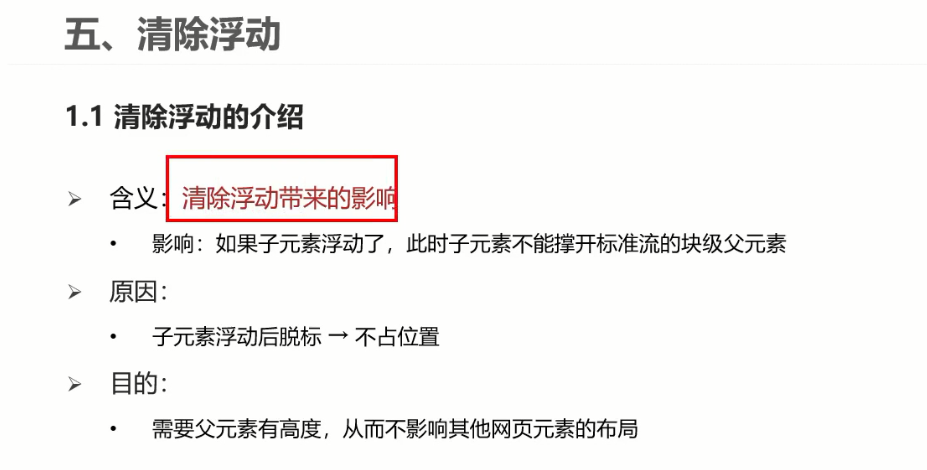 五、清除浮动
1.1 清除浮动的介绍
➢ 含义：清除浮动带来的影响
• 影响：如果子元素浮动了，此时子元素不能撑开标准流的块级父元素
➢ 原因：
• 子元素浮动后脱标 → 不占位置
➢ 目的：
• 需要父元素有高度，从而不影响其他网页元素的布局